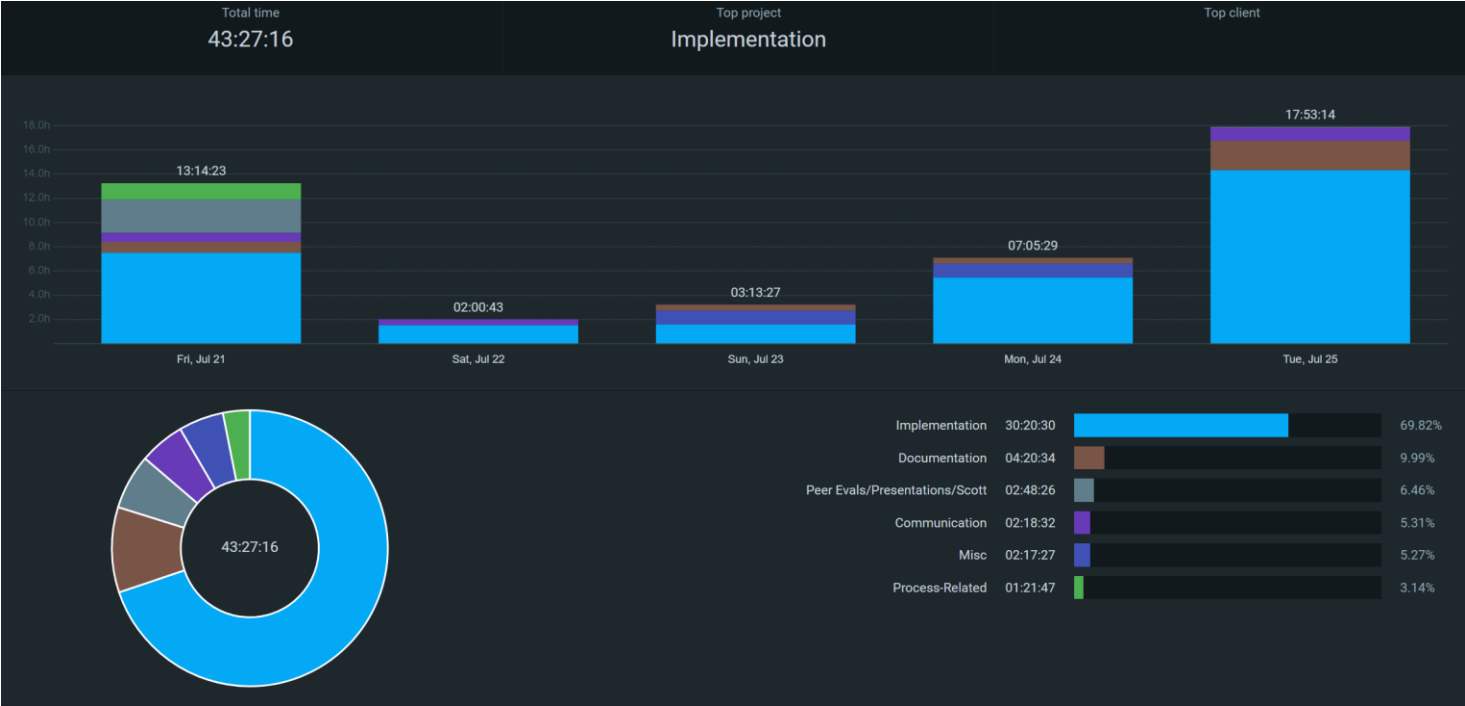 Total time
43:27:16
Top project
Implementation
Top client
18.0h
16.0h
14.0h
12.0h
10.0h
8.0h
6.0h
4.0h
2.0h
13:14:23
02:00:43
03:13:27
07:05:29
17:53:14
Fri, Jul 21
Sat, Jul 22
Sun, Jul 23
Mon, Jul 24
Tue, Jul 25
43:27:16
Implementation 30:20:30 69.82%
Documentation 04:20:34 9.99%
Peer Evals/Presentations/Scott 02:48:26 6.46%
Communication 02:18:32 5.31%
Misc 02:17:27 5.27%
Process-Related 01:21:47 3.14%